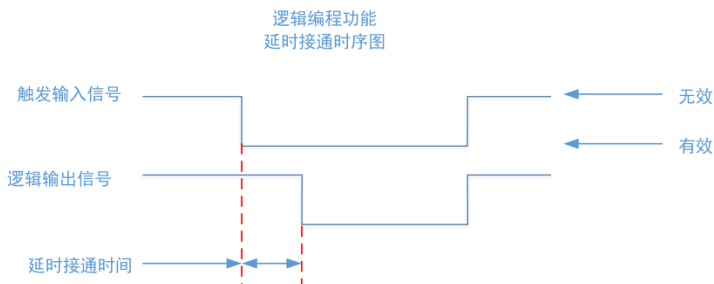 逻辑编程功能
延时接通时序图
触发输入信号
无效
有效
逻辑输出信号
延时接通时间